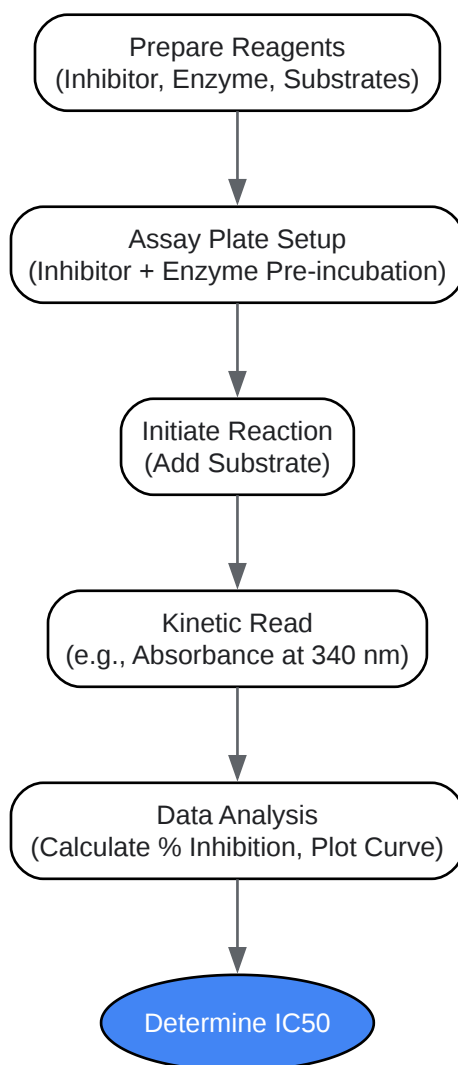 Prepare Reagents
(Inhibitor, Enzyme, Substrates)
Assay Plate Setup
(Inhibitor + Enzyme Pre-incubation)
Initiate Reaction
(Add Substrate)
Kinetic Read
(e.g., Absorbance at 340 nm)
Data Analysis
(Calculate % Inhibition, Plot Curve)
Determine IC50